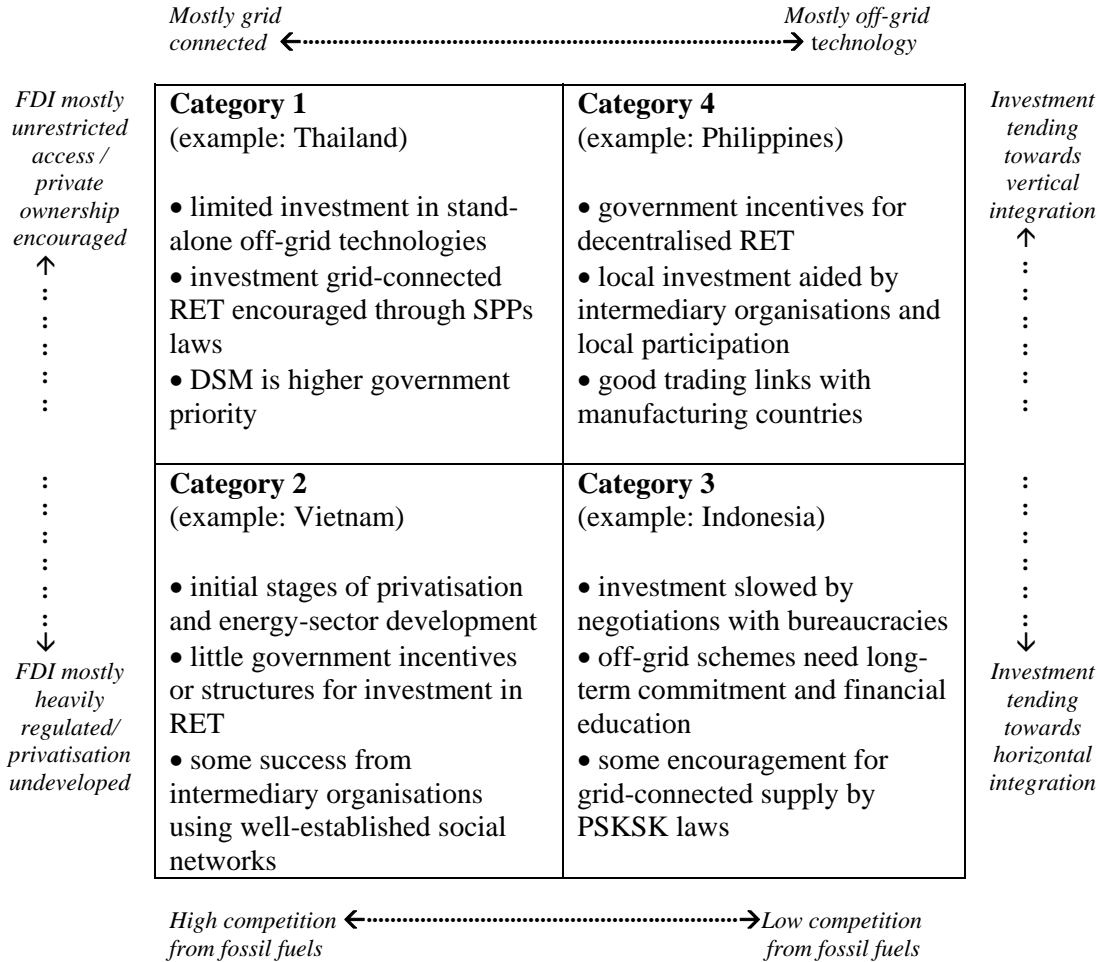 Mostly grid
connected
Mostly off-grid
technology
FDI mostly
unrestricted
access /
private
ownership
encouraged
Category 1
(example: Thailand)
• limited investment in stand-
alone off-grid technologies
• investment grid-connected
RET encouraged through SPPs
laws
• DSM is higher government
priority
Category 4
(example: Philippines)
• government incentives for
decentralised RET
• local investment aided by
intermediary organisations and
local participation
• good trading links with
manufacturing countries
Investment
tending
towards
vertical
integration
FDI mostly
heavily
regulated/
privatisation
undeveloped
Category 2
(example: Vietnam)
• initial stages of privatisation
and energy-sector development
• little government incentives
or structures for investment in
RET
• some success from
intermediary organisations
using well-established social
networks
Category 3
(example: Indonesia)
• investment slowed by
negotiations with bureaucracies
• off-grid schemes need long-
term commitment and financial
education
• some encouragement for
grid-connected supply by
PSKSK laws
Investment
tending
towards
horizontal
integration
High competition
from fossil fuels
Low competition
from fossil fuels